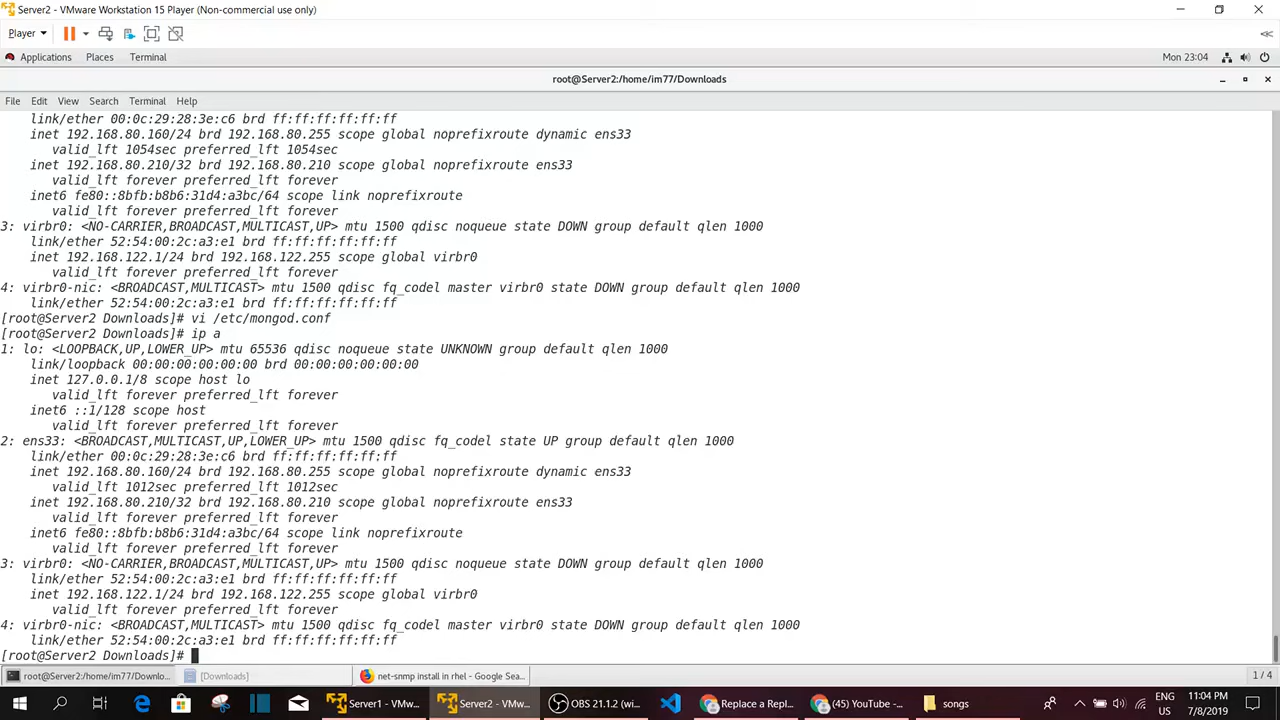 Server2 - VMware Workstation 15 Player (Non-commercial use only)
Player
Applications Places Terminal Mon 23:04
root@Server2:/home/im77/Downloads
File Edit View Search Terminal Help
link/ether 00:0c:29:28:3e:c6 brd ff:ff:ff:ff:ff:ff
inet 192.168.80.160/24 brd 192.168.80.255 scope global noprefixroute dynamic ens33
valid_lft 1054sec preferred_lft 1054sec
inet 192.168.80.210/32 brd 192.168.80.210 scope global noprefixroute ens33
valid_lft forever preferred_lft forever
inet6 fe80::8bfb:b8b6:31d4:a3bc/64 scope link noprefixroute
valid_lft forever preferred_lft forever
3: virbr0: <NO-CARRIER,BROADCAST,MULTICAST,UP> mtu 1500 qdisc noqueue state DOWN group default qlen 1000
link/ether 52:54:00:2c:a3:e1 brd ff:ff:ff:ff:ff:ff
inet 192.168.122.1/24 brd 192.168.122.255 scope global virbr0
valid_lft forever preferred_lft forever
4: virbr0-nic: <BROADCAST,MULTICAST> mtu 1500 qdisc fq_codel master virbr0 state DOWN group default qlen 1000
link/ether 52:54:00:2c:a3:e1 brd ff:ff:ff:ff:ff:ff
[root@Server2 Downloads]# vi /etc/mongod.conf
[root@Server2 Downloads]# ip a
1: lo: <LOOPBACK,UP,LOWER_UP> mtu 65536 qdisc noqueue state UNKNOWN group default qlen 1000
link/loopback 00:00:00:00:00:00 brd 00:00:00:00:00:00
inet 127.0.0.1/8 scope host lo
valid_lft forever preferred_lft forever
inet6 ::1/128 scope host
valid_lft forever preferred_lft forever
2: ens33: <BROADCAST,MULTICAST,UP,LOWER_UP> mtu 1500 qdisc fq_codel state UP group default qlen 1000
link/ether 00:0c:29:28:3e:c6 brd ff:ff:ff:ff:ff:ff
inet 192.168.80.160/24 brd 192.168.80.255 scope global noprefixroute dynamic ens33
valid_lft 1012sec preferred_lft 1012sec
inet 192.168.80.210/32 brd 192.168.80.210 scope global noprefixroute ens33
valid_lft forever preferred_lft forever
inet6 fe80::8bfb:b8b6:31d4:a3bc/64 scope link noprefixroute
valid_lft forever preferred_lft forever
3: virbr0: <NO-CARRIER,BROADCAST,MULTICAST,UP> mtu 1500 qdisc noqueue state DOWN group default qlen 1000
link/ether 52:54:00:2c:a3:e1 brd ff:ff:ff:ff:ff:ff
inet 192.168.122.1/24 brd 192.168.122.255 scope global virbr0
valid_lft forever preferred_lft forever
4: virbr0-nic: <BROADCAST,MULTICAST> mtu 1500 qdisc fq_codel master virbr0 state DOWN group default qlen 1000
link/ether 52:54:00:2c:a3:e1 brd ff:ff:ff:ff:ff:ff
[root@Server2 Downloads]#
root@Server2:/home/im77/Downlo... [Downloads] net-snmp install in rhel - Google Sea... 1 / 4
Server1 - VMw... Server2 - VMw... OBS 21.1.2 (wi... Replace a Repl... (45) YouTube -... songs ENG 11:04 PM
US 7/8/2019